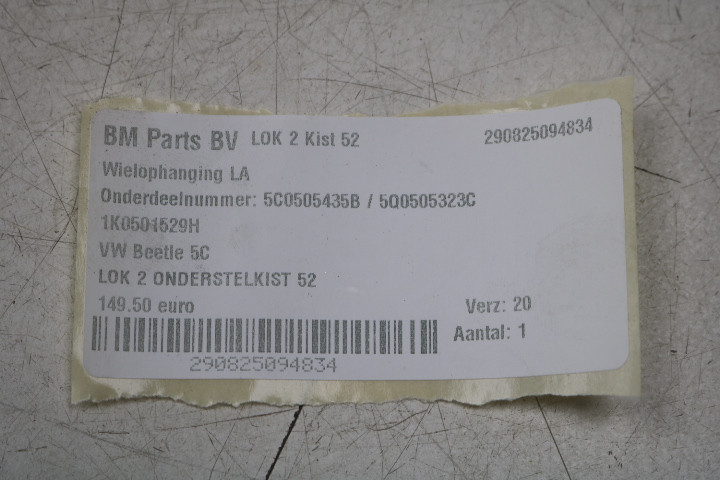 BM Parts BV LOK 2 Kist 52 290825094834
Wielophanging LA
Onderdeelnummer: 5C0505435B / 5Q0505323C
1K0501529H
VW Beetle 5C
LOK 2 ONDERSTELKIST 52
149.50 euro Verz: 20
Aantal: 1
290825094834